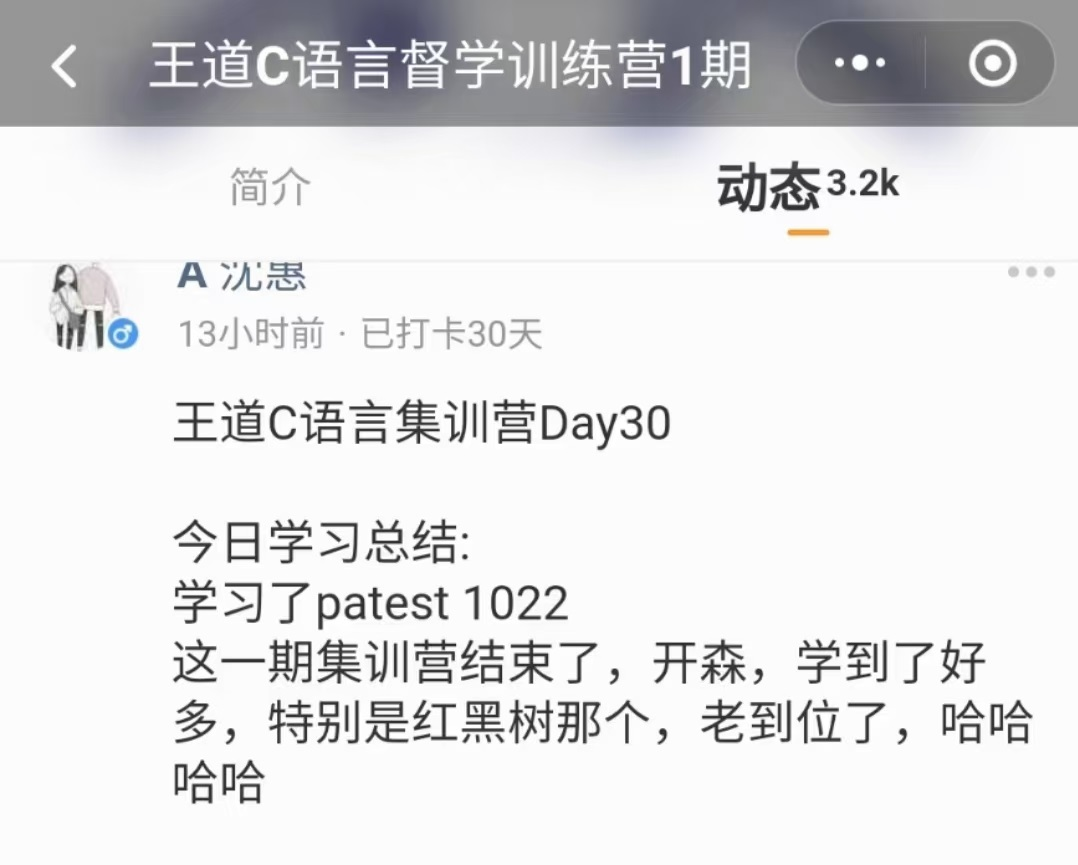 王道C语言督学训练营1期
简介
动态 3.2k
A 沈惠
13小时前 · 已打卡30天
王道C语言集训营Day30
今日学习总结:
学习了patest 1022
这一期集训营结束了，开森，学到了好
多，特别是红黑树那个，老到位了，哈哈
哈哈